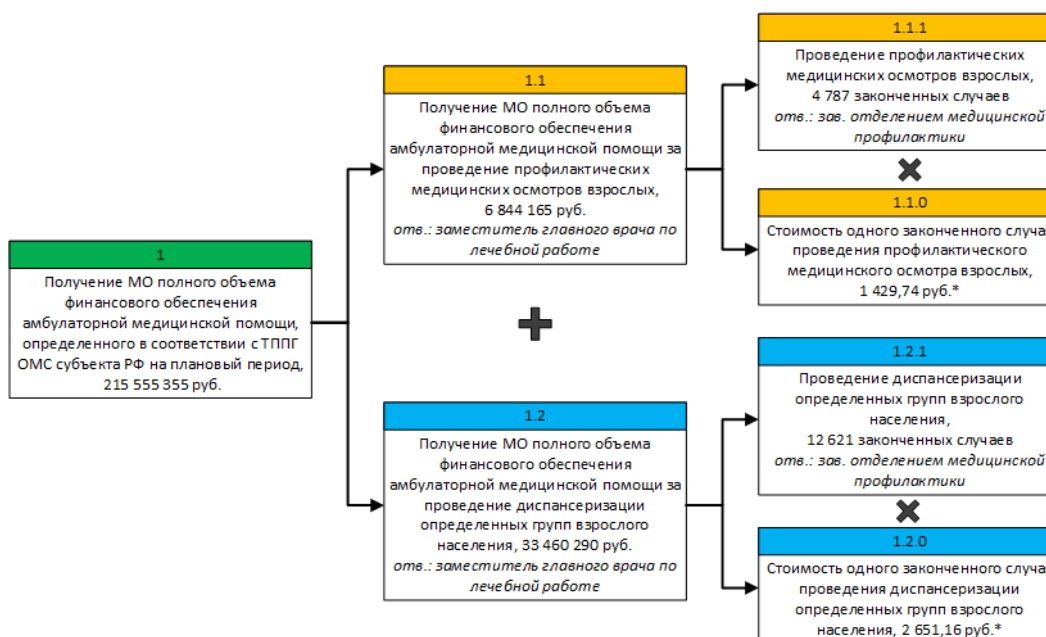 1
Получение МО полного объема
финансового обеспечения
амбулаторной медицинской помощи,
определенного в соответствии с ТППГ
ОМС субъекта РФ на плановый период,
215 555 355 руб.
1.1
Получение МО полного объема
финансового обеспечения
амбулаторной медицинской помощи за
проведение профилактических
медицинских осмотров взрослых,
6 844 165 руб.
отв.: заместитель главного врача по
лечебной работе
1.2
Получение МО полного объема
финансового обеспечения
амбулаторной медицинской помощи за
проведение диспансеризации
определенных групп взрослого
населения, 33 460 290 руб.
отв.: заместитель главного врача по
лечебной работе
1.1.1
Проведение профилактических
медицинских осмотров взрослых,
4 787 законченных случаев
отв.: зав. отделением медицинской
профилактики
1.1.0
Стоимость одного законченного случа
проведения профилактического
медицинского осмотра взрослых,
1 429,74 руб.*
1.2.1
Проведение диспансеризации
определенных групп взрослого
населения,
12 621 законченных случаев
отв.: зав. отделением медицинской
профилактики
1.2.0
Стоимость одного законченного случа
проведения диспансеризации
определенных групп взрослого
населения, 2 651,16 руб.*